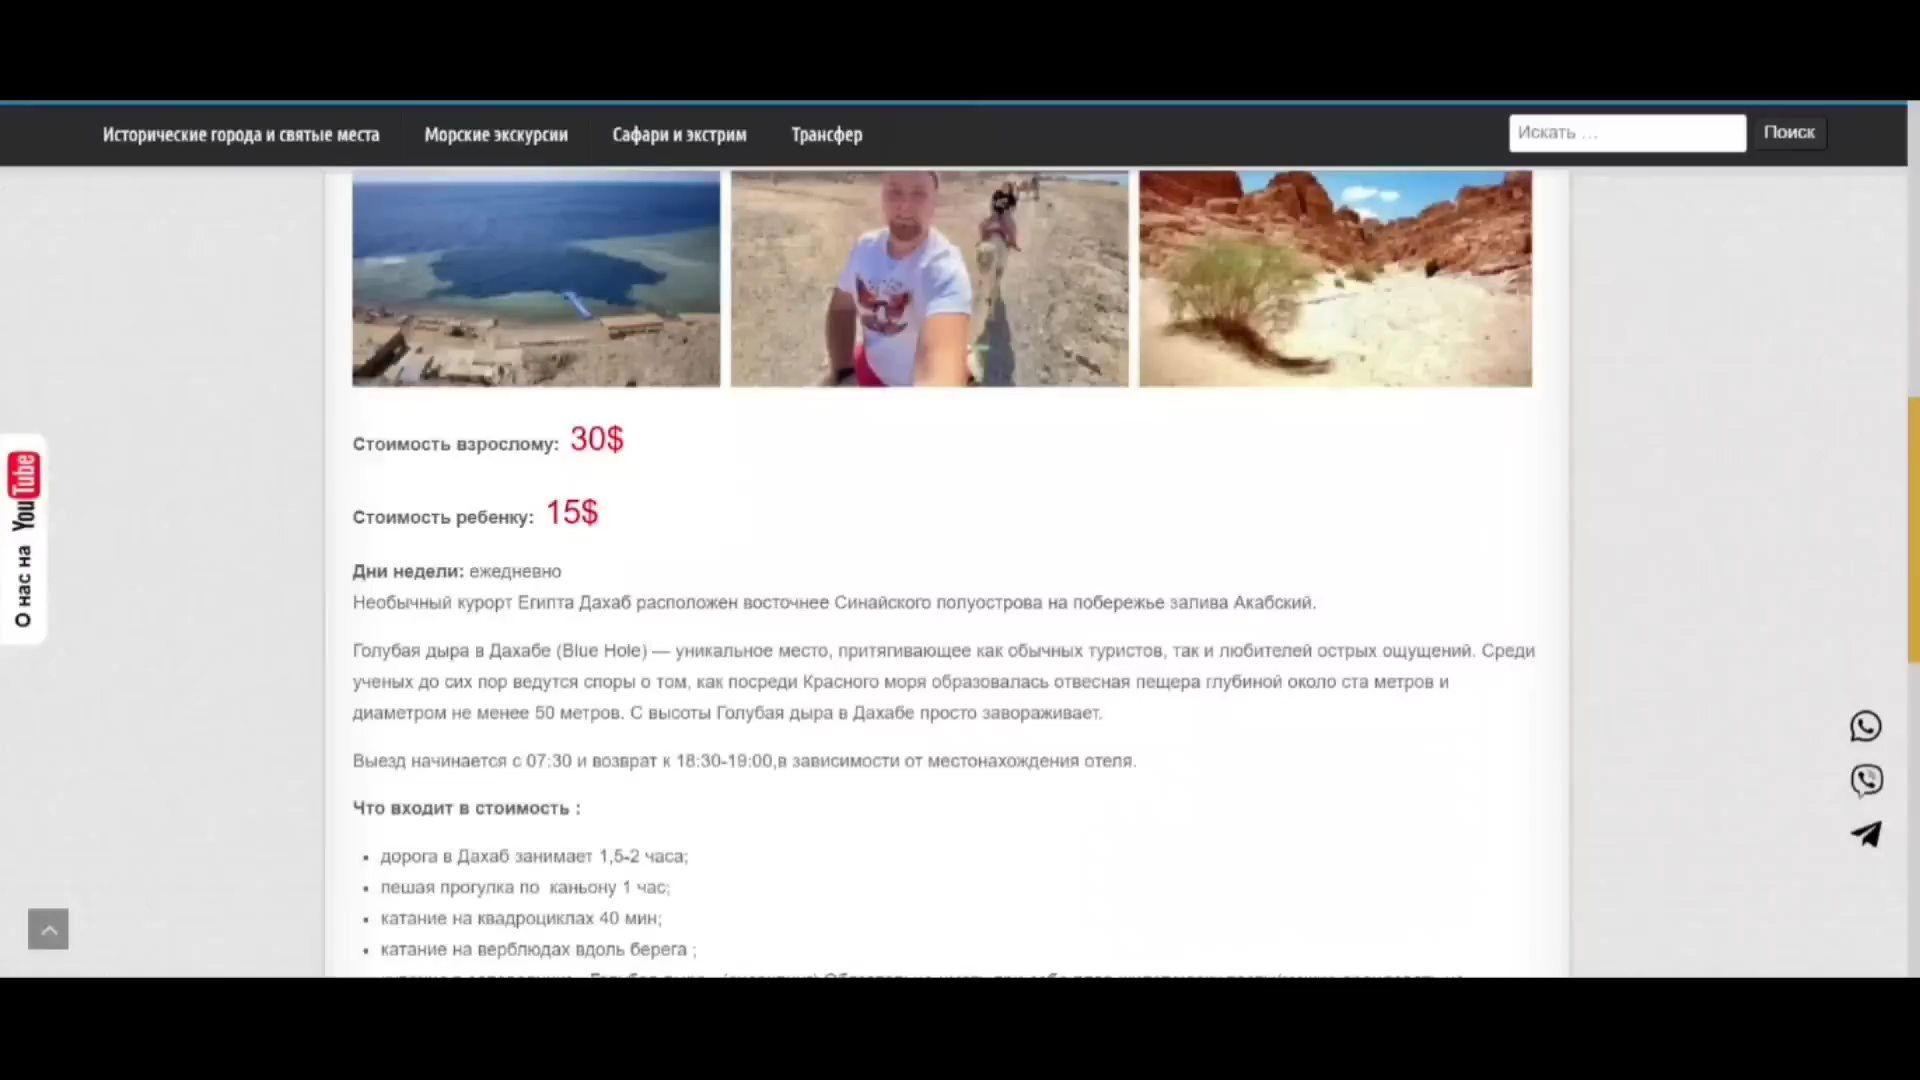 Исторические города и святые места Морские экскурсии Сафари и экстрим Трансфер Искать ... Поиск
Стоимость взрослому: 30$
Стоимость ребенку: 15$
Дни недели: ежедневно
Необычный курорт Египта Дахаб расположен восточнее Синайского полуострова на побережье залива Акабский.
Голубая дыра в Дахабе (Blue Hole) — уникальное место, притягивающее как обычных туристов, так и любителей острых ощущений. Среди
ученых до сих пор ведутся споры о том, как посреди Красного моря образовалась отвесная пещера глубиной около ста метров и
диаметром не менее 50 метров. С высоты Голубая дыра в Дахабе просто завораживает.
Выезд начинается с 07:30 и возврат к 18:30-19:00,в зависимости от местонахождения отеля.
Что входит в стоимость :
дорога в Дахаб занимает 1,5-2 часа;
пешая прогулка по каньону 1 час;
катание на квадроциклах 40 мин;
катание на верблюдах вдоль берега ;
О нас на YouTube